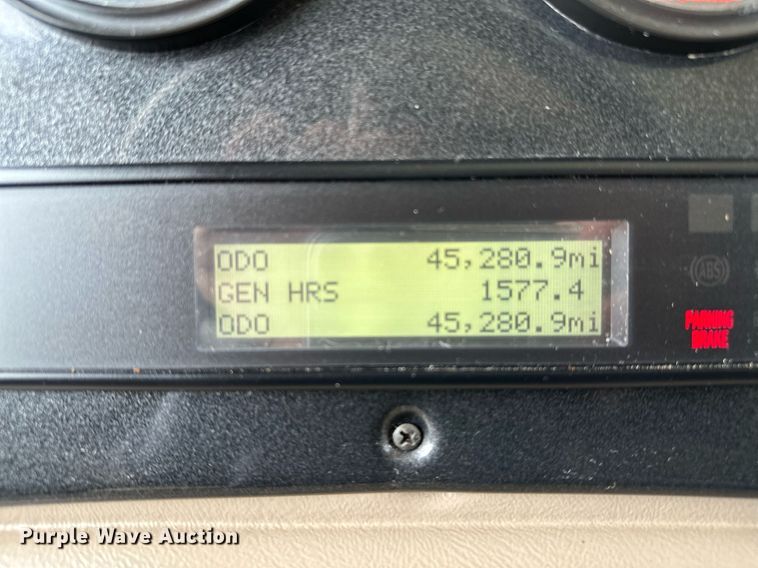 ODO 45,280.9mi
GEN HRS 1577.4
ODO 45,280.9mi
(ABS)
PARKING
BRAKE
Purple Wave Auction